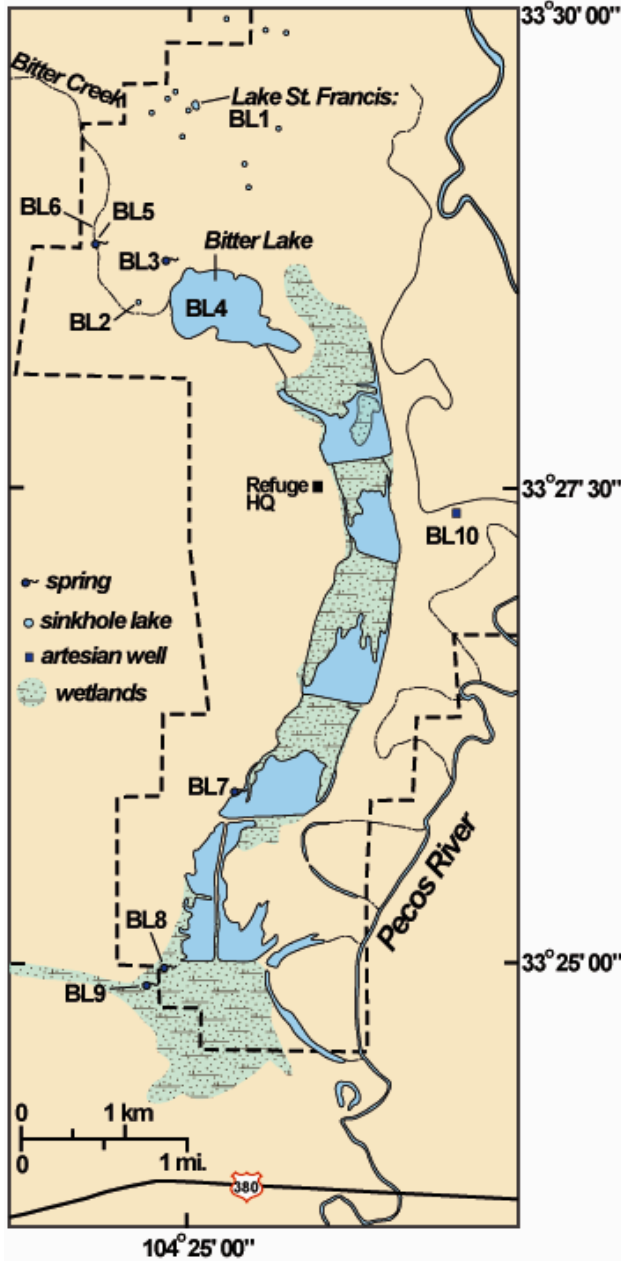 33°30' 00"
Bitter Creek
Lake St. Francis:
BL1
BL6
BL5
Bitter Lake
BL3
BL4
BL2
Refuge
HQ
33°27' 30"
BL10
spring
sinkhole lake
artesian well
wetlands
BL7
Pecos River
BL8
33°25' 00"
BL9
0 1 km
0 1 mi.
380
104°25' 00"